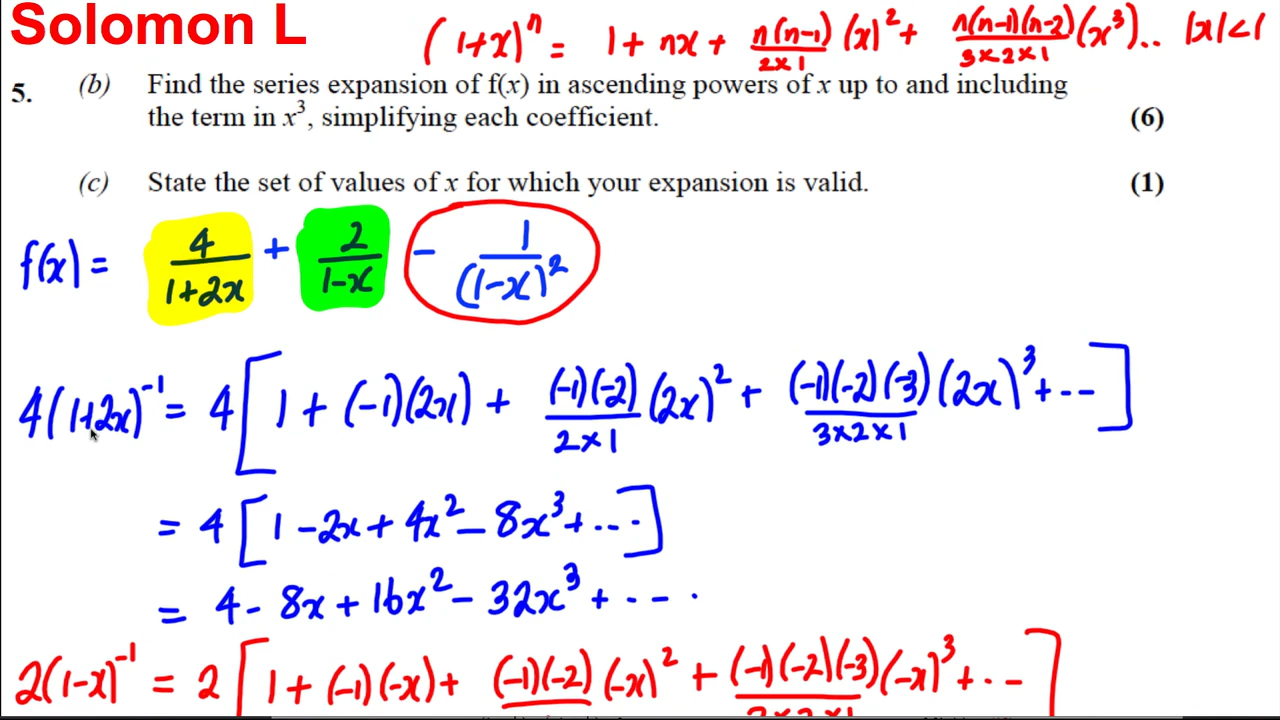 Solomon L
(1+x)^n = 1 + nx + n(n-1)/2×1 (x)^2 + n(n-1)(n-2)/3×2×1 (x^3) .. |x|<1
5. (b) Find the series expansion of f(x) in ascending powers of x up to and including
the term in x^3, simplifying each coefficient. (6)
(c) State the set of values of x for which your expansion is valid. (1)
f(x) = 4/(1+2x) + 2/(1-x) - 1/(1-x)^2
4(1+2x)^-1 = 4[1 + (-1)(2x) + (-1)(-2)/2×1 (2x)^2 + (-1)(-2)(-3)/3×2×1 (2x)^3 + ---]
= 4[1 - 2x + 4x^2 - 8x^3 + ....]
= 4 - 8x + 16x^2 - 32x^3 + ....
2(1-x)^-1 = 2[1 + (-1)(-x) + (-1)(-2) (-x)^2 + (-1)(-2)(-3) (-x)^3 + ...]